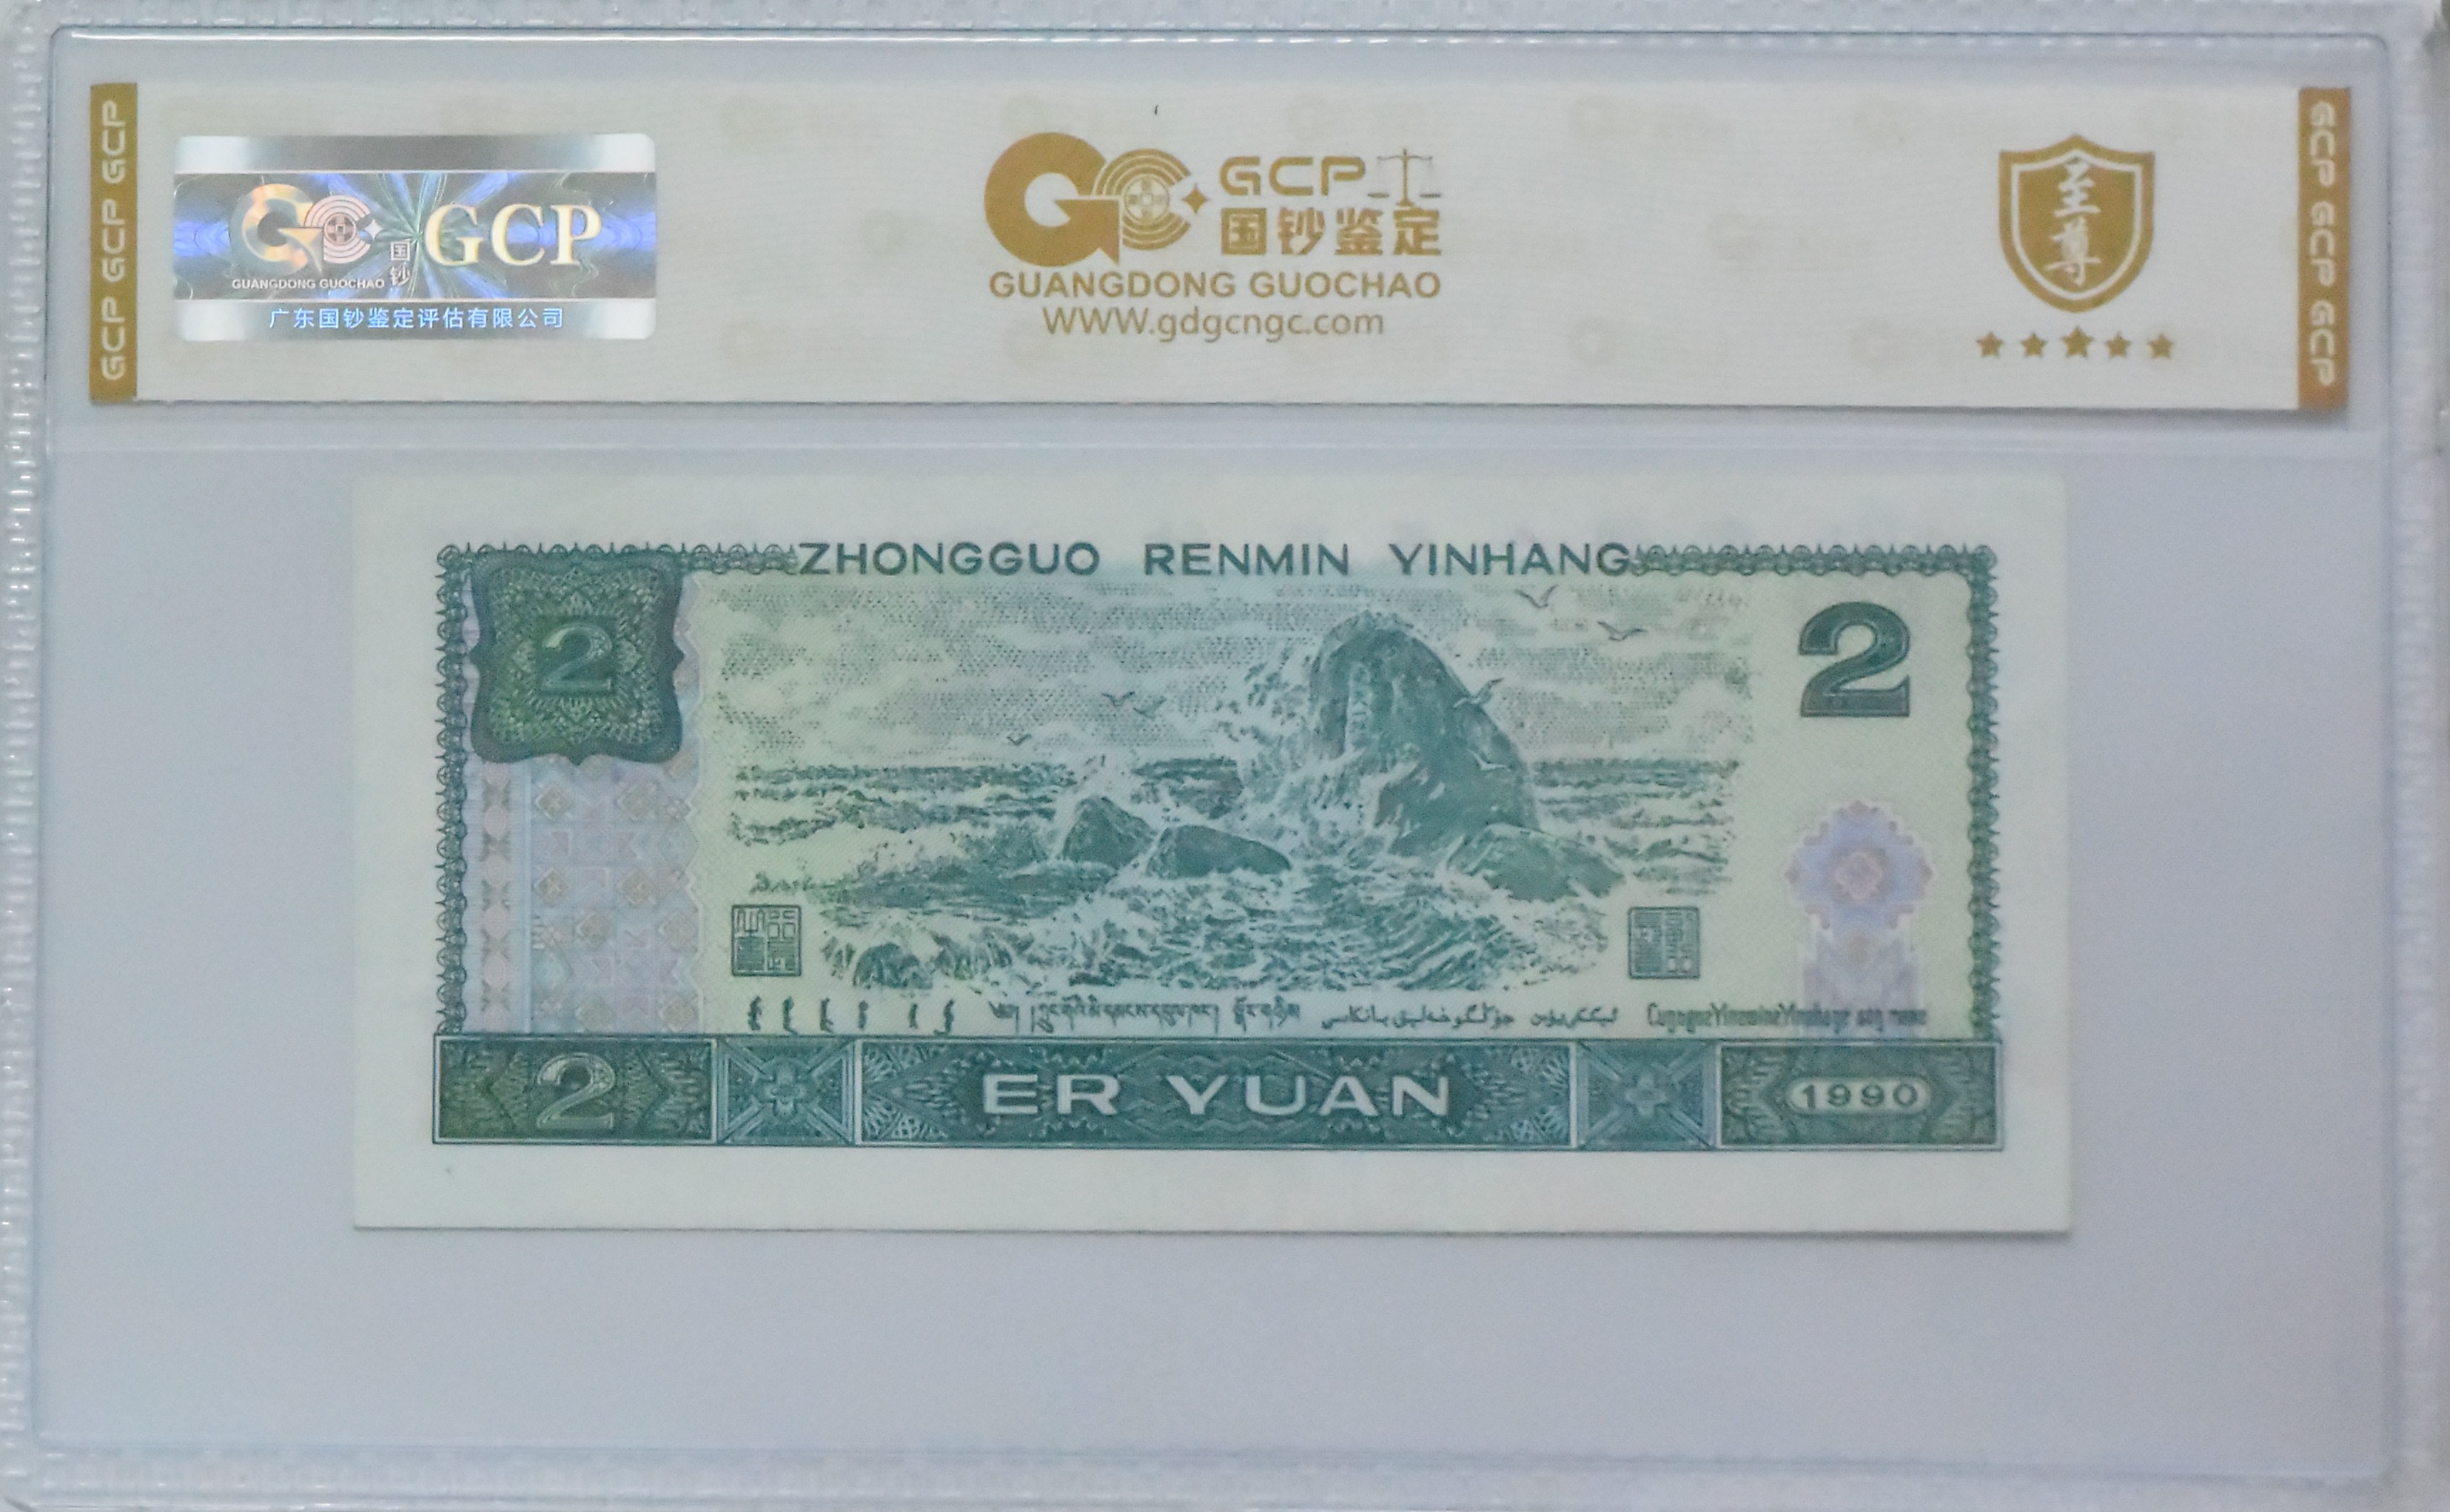 GCP GCP GCP
GCP
国钞
GUANGDONG GUOCHAO
广东国钞鉴定评估有限公司
GCP
国钞鉴定
GUANGDONG GUOCHAO
WWW.gdgcngc.com
至尊
GCP GCP GCP
ZHONGGUO RENMIN YINHANG
2
2
2
ER YUAN
1990